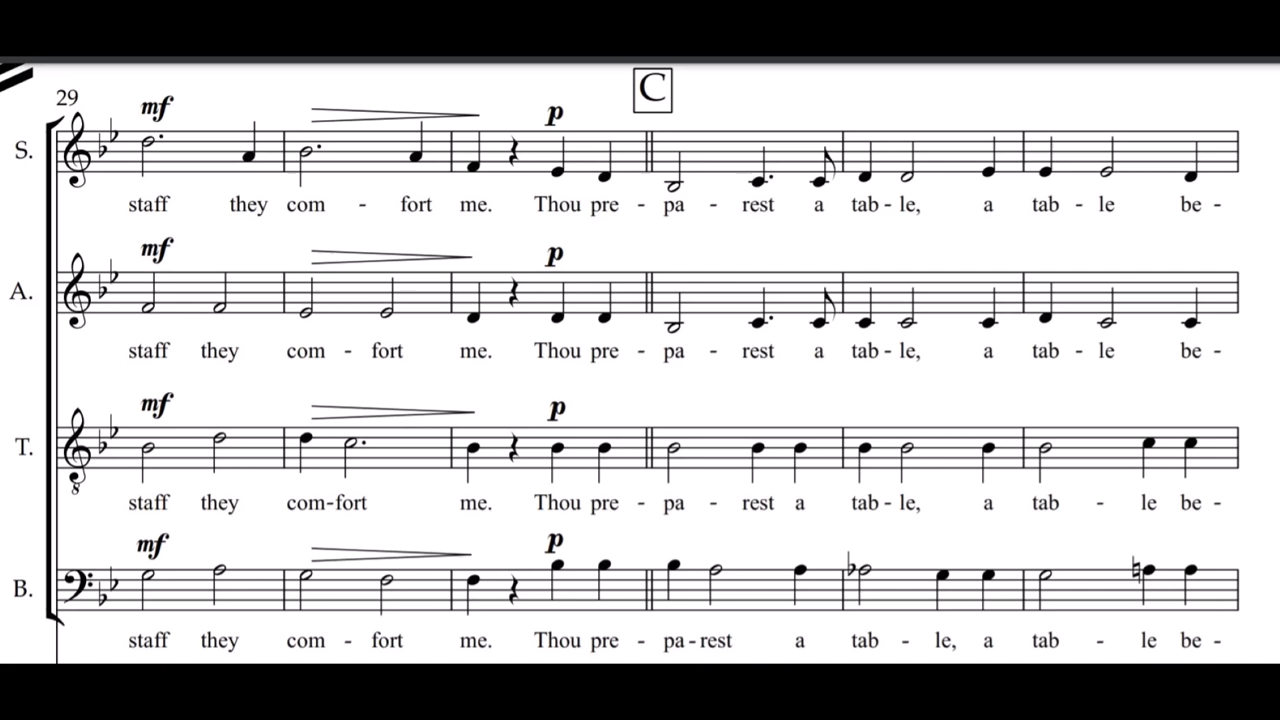 C
29
mf
p
S.
staff they com - fort me. Thou pre - pa - rest a tab - le, a tab - le be -
mf
p
A.
staff they com - fort me. Thou pre - pa - rest a tab - le, a tab - le be -
mf
p
T.
staff they com-fort me. Thou pre - pa - rest a tab - le, a tab - le be -
mf
p
B.
staff they com - fort me. Thou pre - pa - rest a tab - le, a tab - le be -